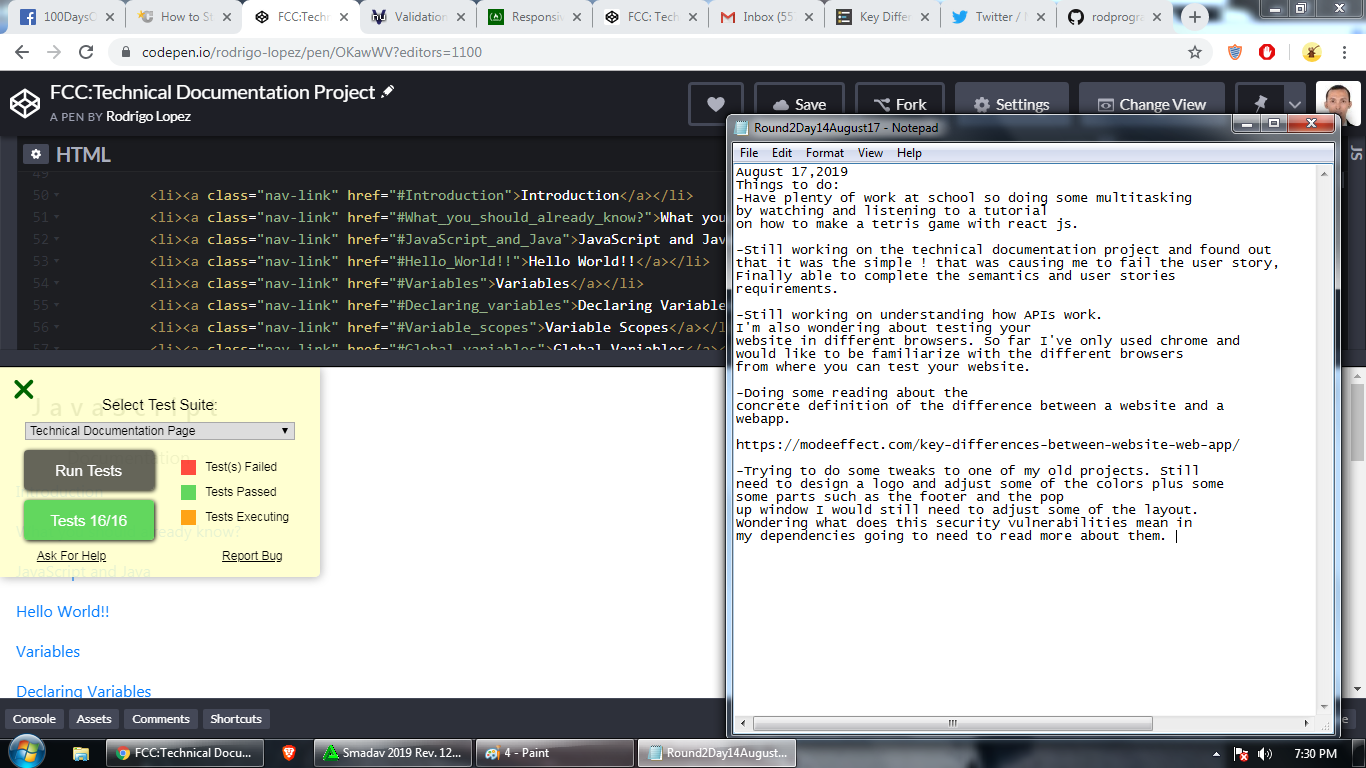 100DaysC
How to St
FCC:Techn
Validation
Responsiv
FCC: Tech
Inbox (55
Key Differ
Twitter /
rodprogra
codepen.io/rodrigo-lopez/pen/OKawWV?editors=1100
FCC:Technical Documentation Project
A PEN BY Rodrigo Lopez
Save
Fork
Settings
Change View
HTML
JS
49
50 <li><a class="nav-link" href="#Introduction">Introduction</a></li>
51 <li><a class="nav-link" href="#What_you_should_already_know?">What you
52 <li><a class="nav-link" href="#JavaScript_and_Java">JavaScript and Jav
53 <li><a class="nav-link" href="#Hello_World!!">Hello World!!</a></li>
54 <li><a class="nav-link" href="#Variables">Variables</a></li>
55 <li><a class="nav-link" href="#Declaring_variables">Declaring Variable
56 <li><a class="nav-link" href="#Variable_scopes">Variable Scopes</a></l
57 <li><a class="nav-link" href="#Global_variables">Global Variables</a><
JavaScript
Select Test Suite:
Technical Documentation Page
Run Tests
Tests 16/16
Test(s) Failed
Tests Passed
Tests Executing
Ask For Help
Report Bug
JavaScript and Java
Hello World!!
Variables
Declaring Variables
Round2Day14August17 - Notepad
File Edit Format View Help
August 17,2019
Things to do:
-Have plenty of work at school so doing some multitasking
by watching and listening to a tutorial
on how to make a tetris game with react js.
-Still working on the technical documentation project and found out
that it was the simple ! that was causing me to fail the user story,
Finally able to complete the semantics and user stories
requirements.
-Still working on understanding how APIs work.
I'm also wondering about testing your
website in different browsers. So far I've only used chrome and
would like to be familiarize with the different browsers
from where you can test your website.
-Doing some reading about the
concrete definition of the difference between a website and a
webapp.
https://modeeffect.com/key-differences-between-website-web-app/
-Trying to do some tweaks to one of my old projects. Still
need to design a logo and adjust some of the colors plus some
some parts such as the footer and the pop
up window I would still need to adjust some of the layout.
Wondering what does this security vulnerabilities mean in
my dependencies going to need to read more about them.
Console
Assets
Comments
Shortcuts
FCC:Technical Docu...
Smadav 2019 Rev. 12...
4 - Paint
Round2Day14August...
7:30 PM